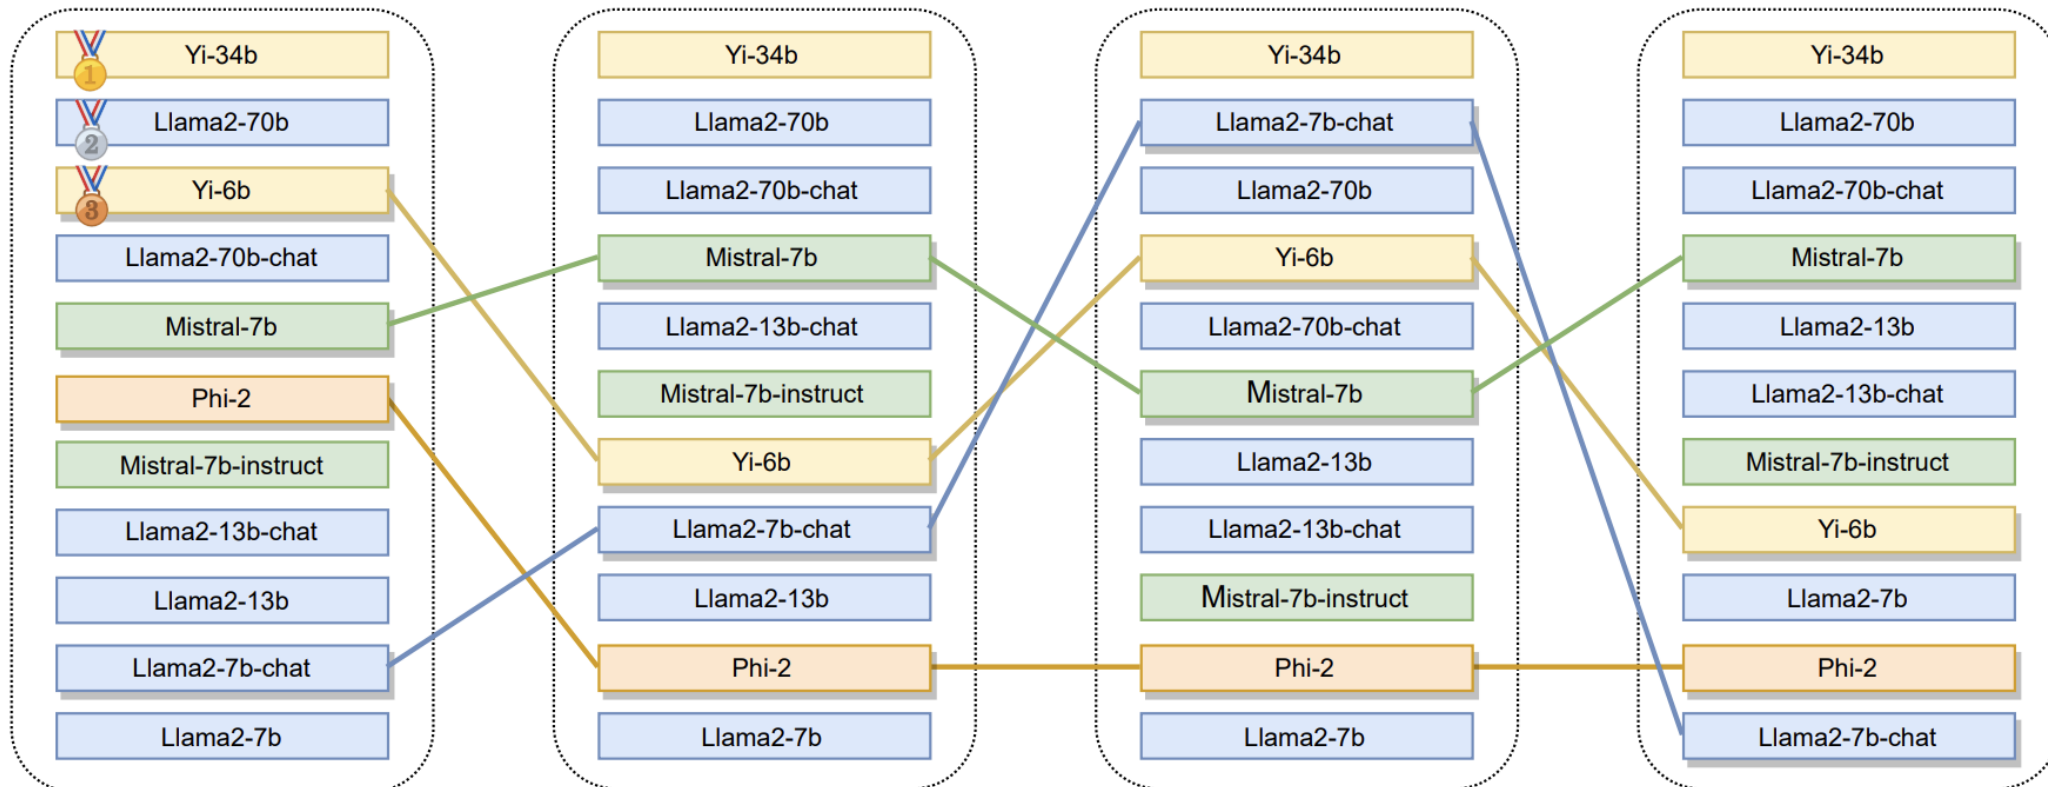 Yi-34b
1
Llama2-70b
2
Yi-6b
3
Llama2-70b-chat
Mistral-7b
Phi-2
Mistral-7b-instruct
Llama2-13b-chat
Llama2-13b
Llama2-7b-chat
Llama2-7b
Yi-34b
Llama2-70b
Llama2-70b-chat
Mistral-7b
Llama2-13b-chat
Mistral-7b-instruct
Yi-6b
Llama2-7b-chat
Llama2-13b
Phi-2
Llama2-7b
Yi-34b
Llama2-7b-chat
Llama2-70b
Yi-6b
Llama2-70b-chat
Mistral-7b
Llama2-13b
Llama2-13b-chat
Mistral-7b-instruct
Phi-2
Llama2-7b
Yi-34b
Llama2-70b
Llama2-70b-chat
Mistral-7b
Llama2-13b
Llama2-13b-chat
Mistral-7b-instruct
Yi-6b
Llama2-7b
Phi-2
Llama2-7b-chat